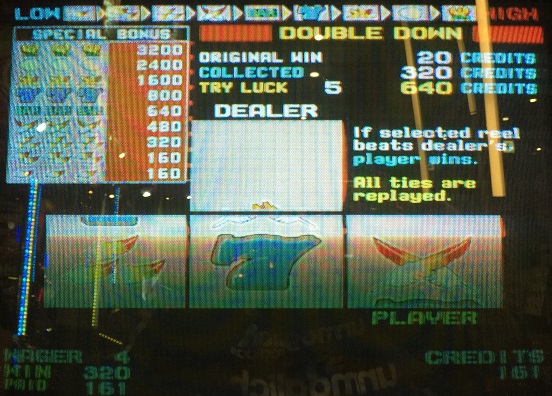 LOW HIGH
SPECIAL BONUS
DOUBLE DOWN
3200
2400
1600
800
640
480
320
160
160
ORIGINAL WIN 20 CREDITS
COLLECTED 320 CREDITS
TRY LUCK 5 640 CREDITS
DEALER
If selected reel
beats dealer's,
player wins.
All ties are
replayed.
7
PLAYER
WAGER 4
WIN 320
PAID 161
CREDITS
161